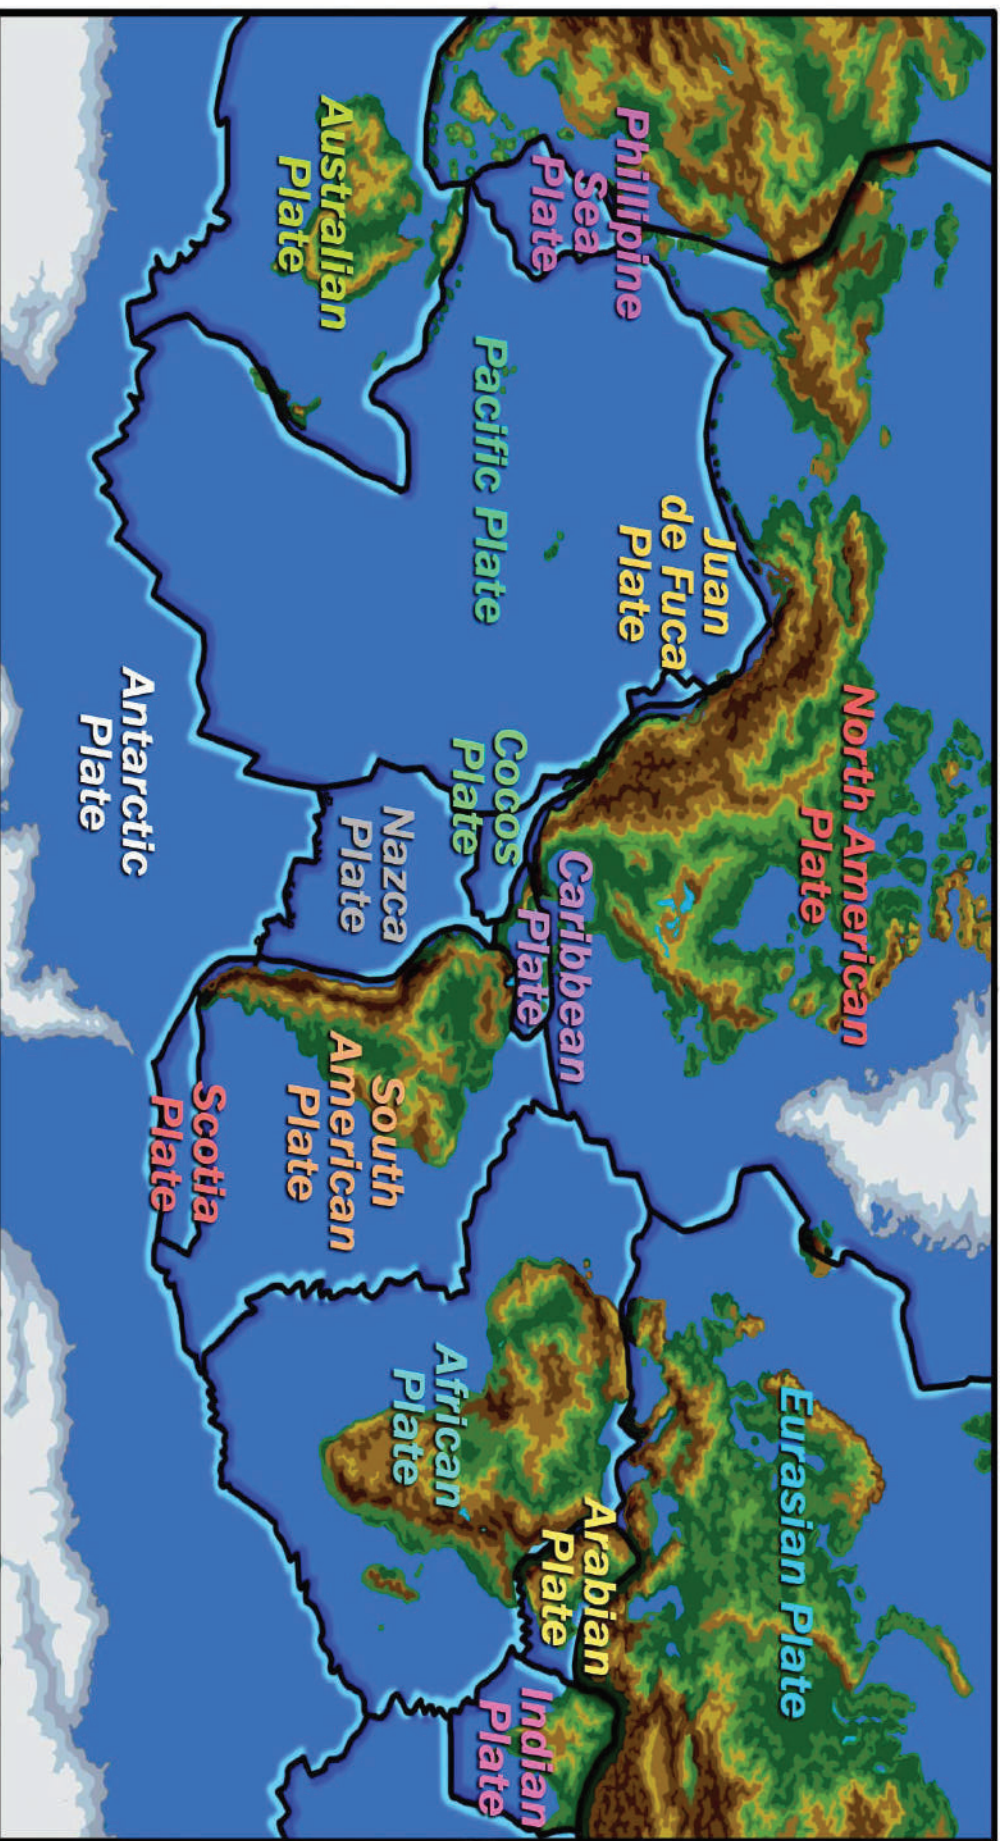 North American
Plate
Eurasian Plate
Juan
de Fuca
Plate
Phillipine
Sea
Plate
Caribbean
Plate
Arabian
Plate
Cocos
Plate
Indian
Plate
Pacific Plate
African
Plate
Nazca
Plate
South
American
Plate
Australian
Plate
Scotia
Plate
Antarctic
Plate